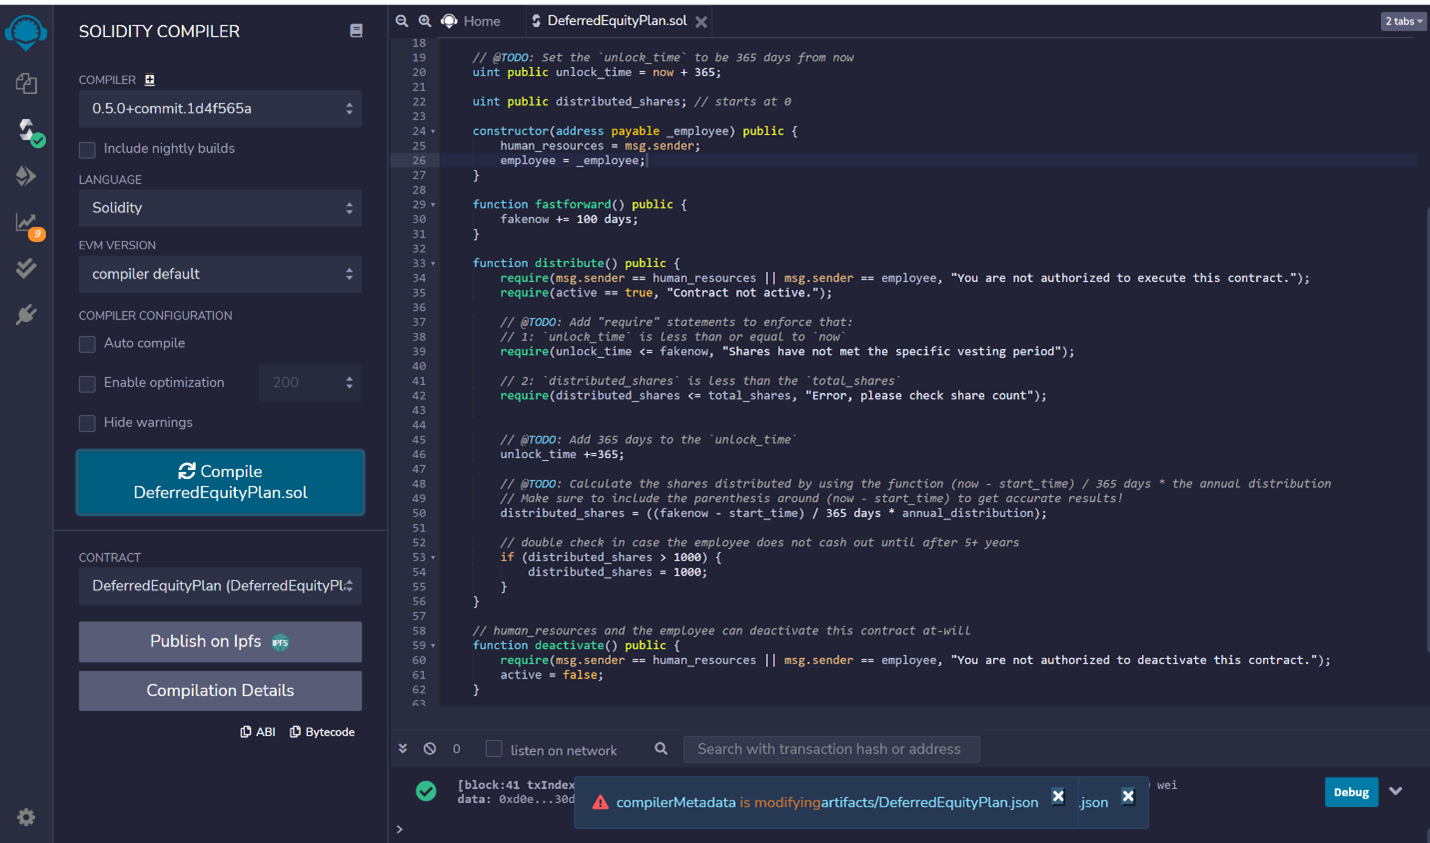 SOLIDITY COMPILER
COMPILER
0.5.0+commit.1d4f565a
Include nightly builds
LANGUAGE
Solidity
EVM VERSION
compiler default
COMPILER CONFIGURATION
Auto compile
Enable optimization
200
Hide warnings
Compile
DeferredEquityPlan.sol
CONTRACT
DeferredEquityPlan (DeferredEquityPl
Publish on Ipfs IPFS
Compilation Details
ABI Bytecode
9
Home DeferredEquityPlan.sol 2 tabs
18
19 // @TODO: Set the `unlock_time` to be 365 days from now
20 uint public unlock_time = now + 365;
21
22 uint public distributed_shares; // starts at 0
23
24 constructor(address payable _employee) public {
25 human_resources = msg.sender;
26 employee = _employee;
27 }
28
29 function fastforward() public {
30 fakenow += 100 days;
31 }
32
33 function distribute() public {
34 require(msg.sender == human_resources || msg.sender == employee, "You are not authorized to execute this contract.");
35 require(active == true, "Contract not active.");
36
37 // @TODO: Add "require" statements to enforce that:
38 // 1: `unlock_time` is less than or equal to `now`
39 require(unlock_time <= fakenow, "Shares have not met the specific vesting period");
40
41 // 2: `distributed_shares` is less than the `total_shares`
42 require(distributed_shares <= total_shares, "Error, please check share count");
43
44
45 // @TODO: Add 365 days to the `unlock_time`
46 unlock_time +=365;
47
48 // @TODO: Calculate the shares distributed by using the function (now - start_time) / 365 days * the annual distribution
49 // Make sure to include the parenthesis around (now - start_time) to get accurate results!
50 distributed_shares = ((fakenow - start_time) / 365 days * annual_distribution);
51
52 // double check in case the employee does not cash out until after 5+ years
53 if (distributed_shares > 1000) {
54 distributed_shares = 1000;
55 }
56 }
57
58 // human_resources and the employee can deactivate this contract at-will
59 function deactivate() public {
60 require(msg.sender == human_resources || msg.sender == employee, "You are not authorized to deactivate this contract.");
61 active = false;
62 }
63
0 listen on network Search with transaction hash or address
[block:41 txIndex wei
data: 0xd0e...30d
compilerMetadata is modifyingartifacts/DeferredEquityPlan.json .json
Debug
>